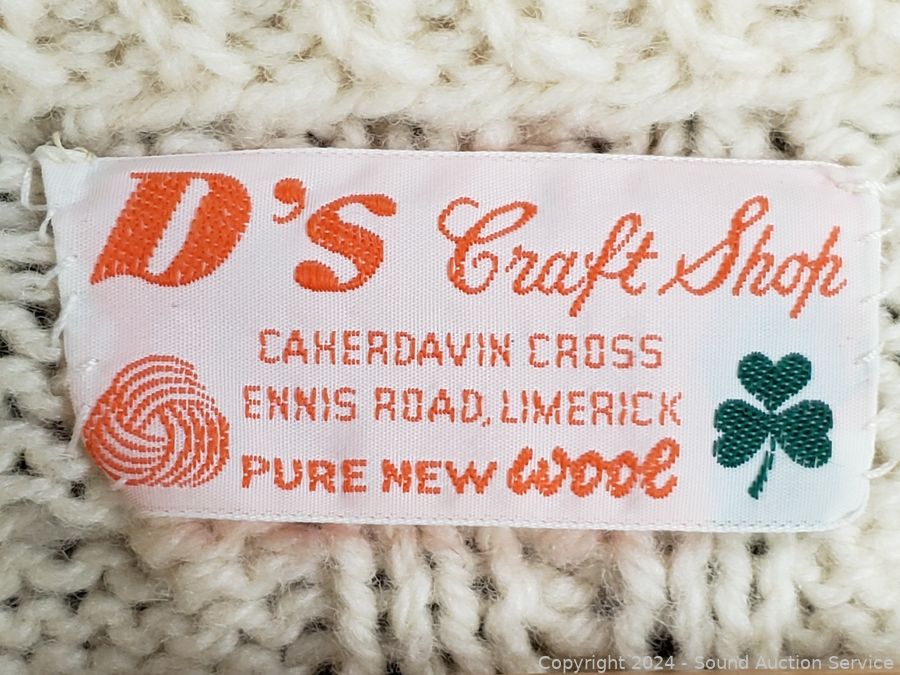 D's Craft Shop
CAHERDAVIN CROSS
ENNIS ROAD, LIMERICK
PURE NEW wool
Copyright 2024 - Sound Auction Service